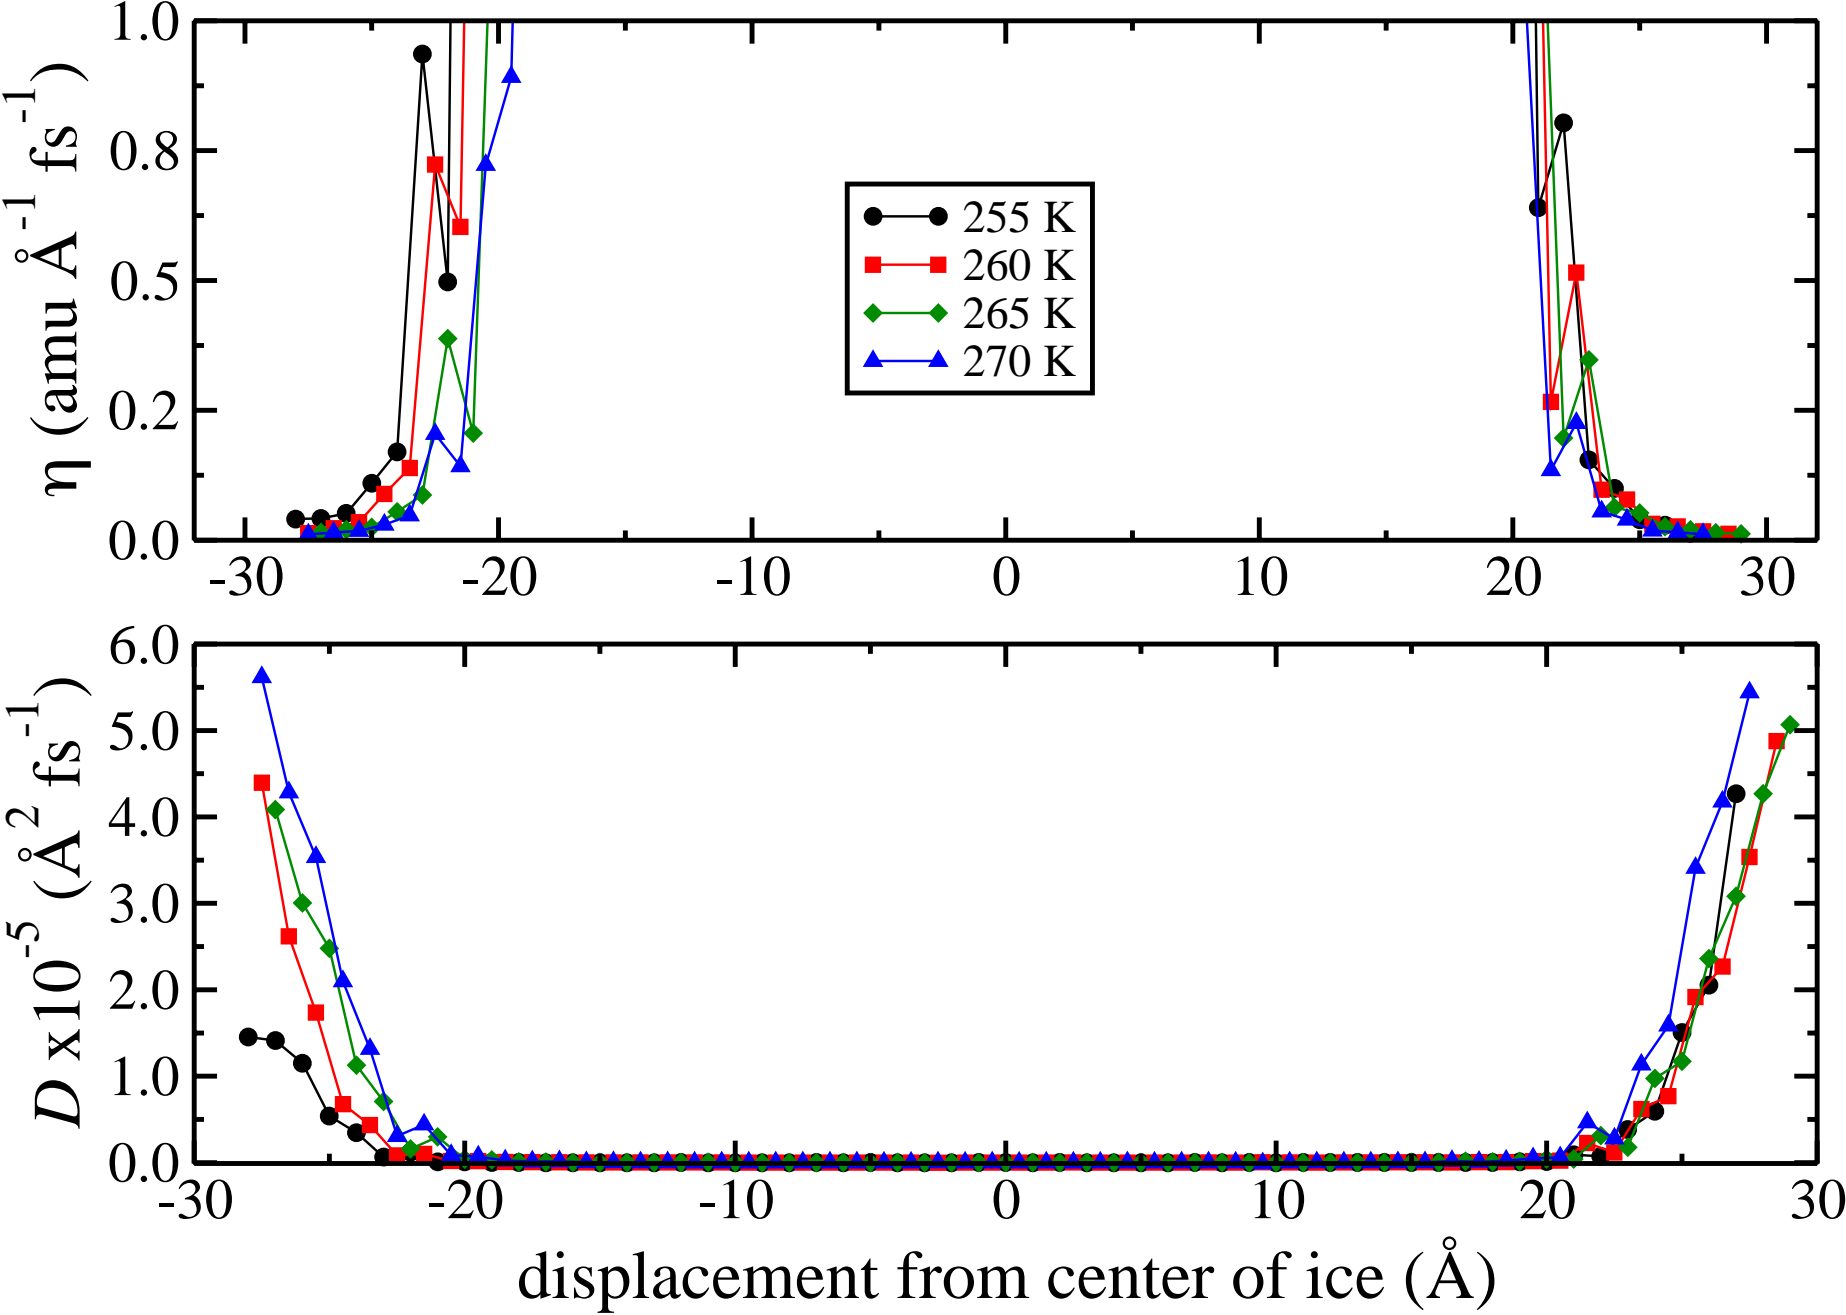 1.0
0.8
0.5
0.2
0.0
η (amu Å-1 fs-1)
255 K
260 K
265 K
270 K
-30 -20 -10 0 10 20 30
6.0
5.0
4.0
3.0
2.0
1.0
0.0
D x10-5 (Å2 fs-1)
-30 -20 -10 0 10 20 30
displacement from center of ice (Å)